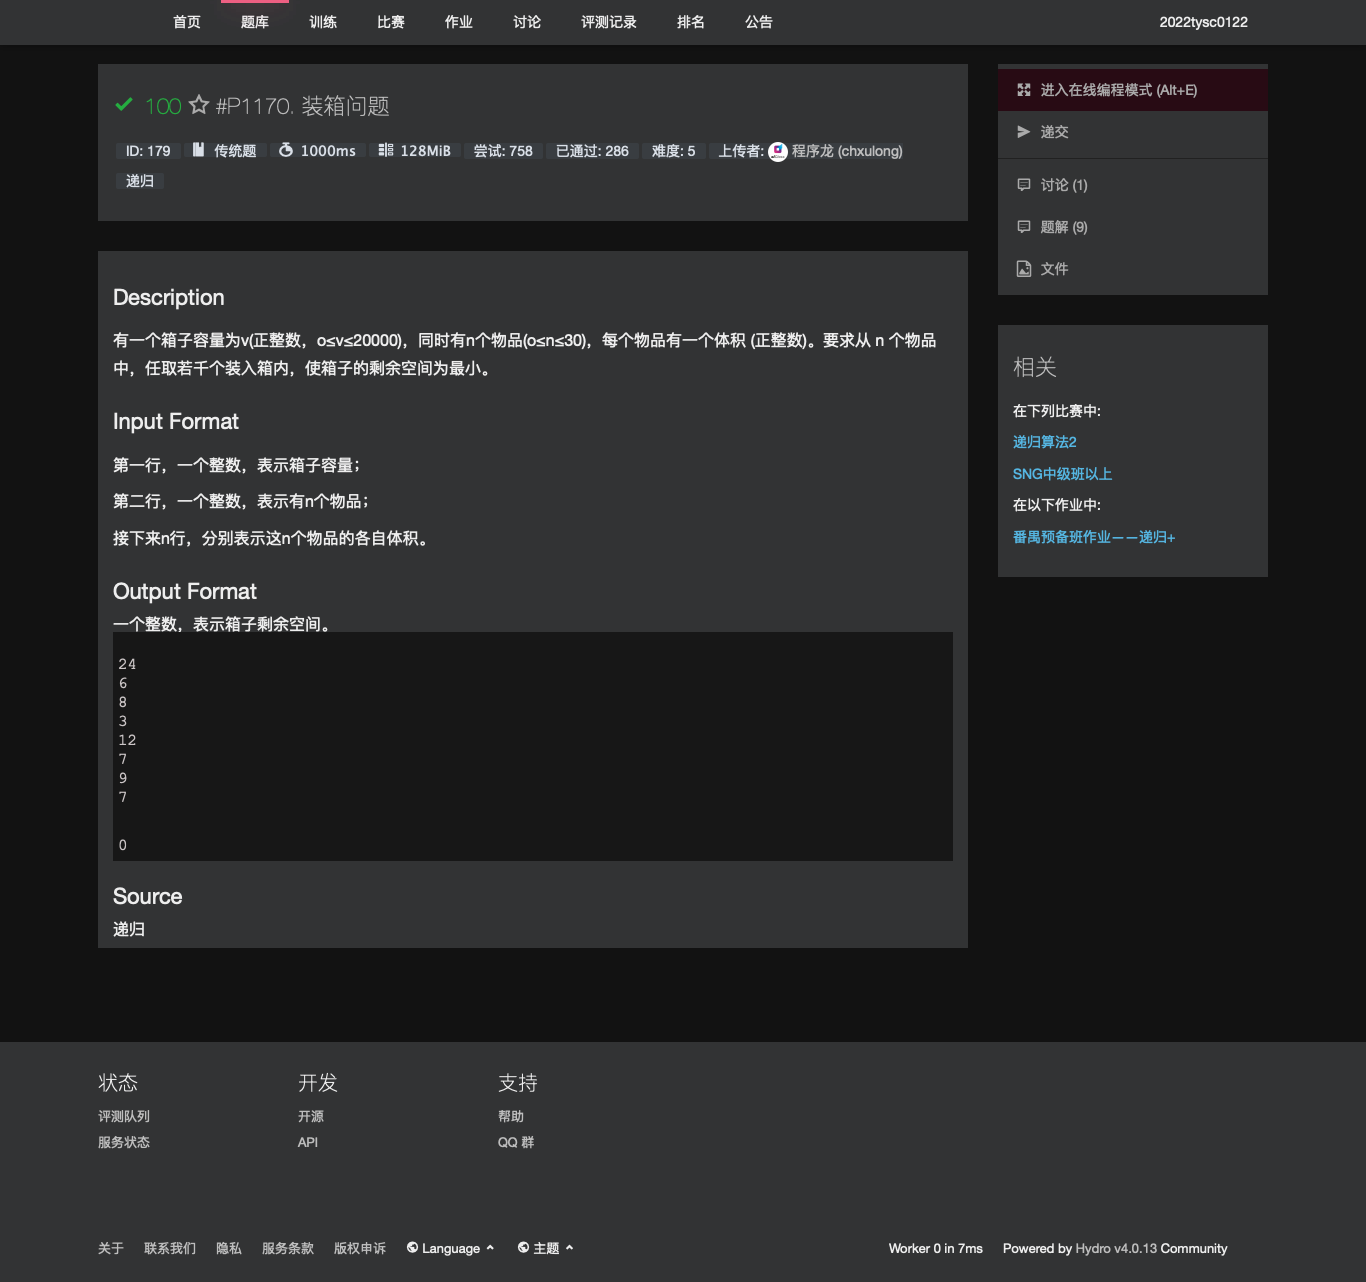 首页 题库 训练 比赛 作业 讨论 评测记录 排名 公告 2022tysc0122
100 #P1170. 装箱问题
ID: 179 传统题 1000ms 128MiB 尝试: 758 已通过: 286 难度: 5 上传者: 程序龙 (chxulong)
递归
Description
有一个箱子容量为v(正整数，o≤v≤20000)，同时有n个物品(o≤n≤30)，每个物品有一个体积 (正整数)。要求从 n 个物品
中，任取若千个装入箱内，使箱子的剩余空间为最小。
Input Format
第一行，一个整数，表示箱子容量；
第二行，一个整数，表示有n个物品；
接下来n行，分别表示这n个物品的各自体积。
Output Format
一个整数，表示箱子剩余空间。
24
6
8
3
12
7
9
7
0
Source
递归
进入在线编程模式 (Alt+E)
递交
讨论 (1)
题解 (9)
文件
相关
在下列比赛中:
递归算法2
SNG中级班以上
在以下作业中:
番禺预备班作业——递归+
状态 开发 支持
评测队列 开源 帮助
服务状态 API QQ 群
关于 联系我们 隐私 服务条款 版权申诉 Language 主题 Worker 0 in 7ms Powered by Hydro v4.0.13 Community